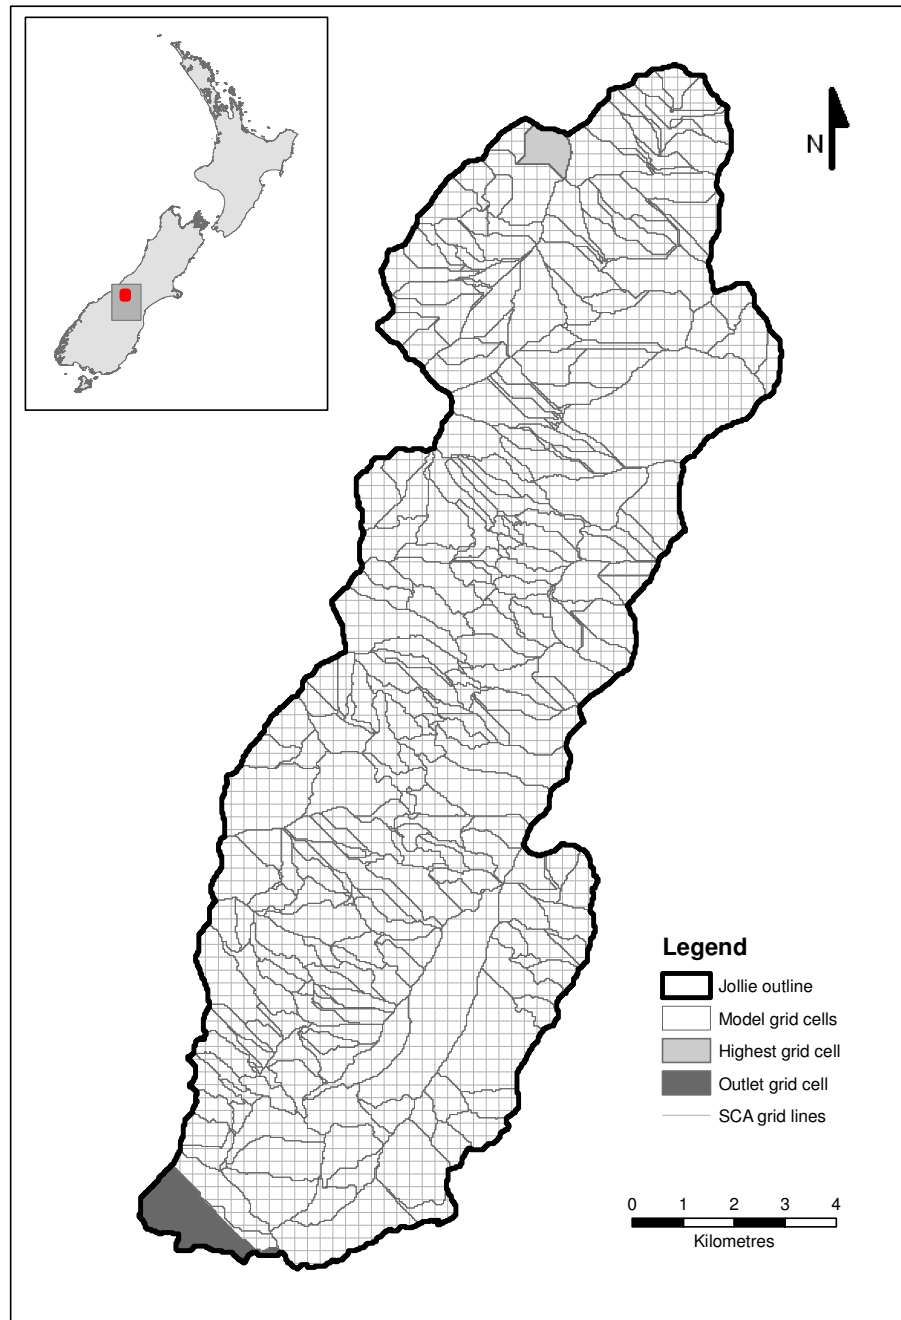 N
Legend
Jollie outline
Model grid cells
Highest grid cell
Outlet grid cell
SCA grid lines
0 1 2 3 4
Kilometres